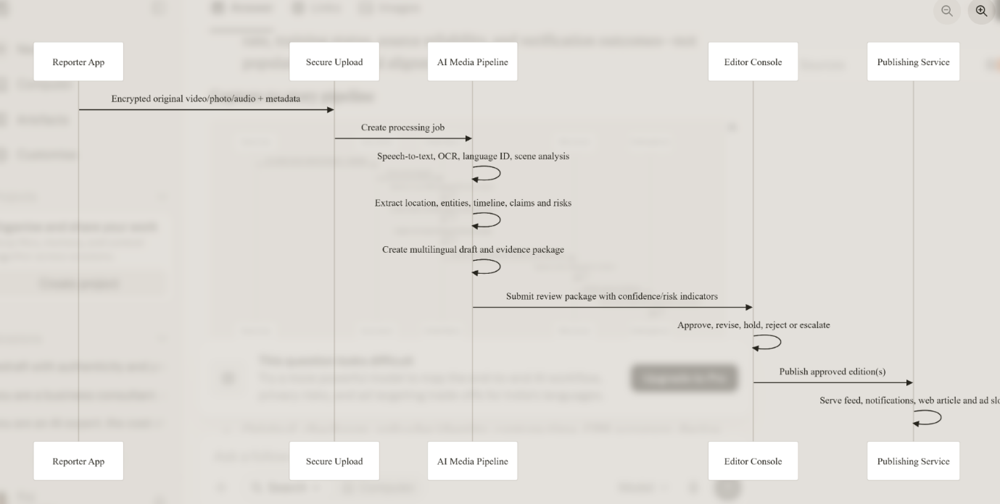 Reporter App
Secure Upload
AI Media Pipeline
Editor Console
Publishing Service
Encrypted original video/photo/audio + metadata
Create processing job
Speech-to-text, OCR, language ID, scene analysis
Extract location, entities, timeline, claims and risks
Create multilingual draft and evidence package
Submit review package with confidence/risk indicators
Approve, revise, hold, reject or escalate
Publish approved edition(s)
Serve feed, notifications, web article and ad slo
Reporter App
Secure Upload
AI Media Pipeline
Editor Console
Publishing Service